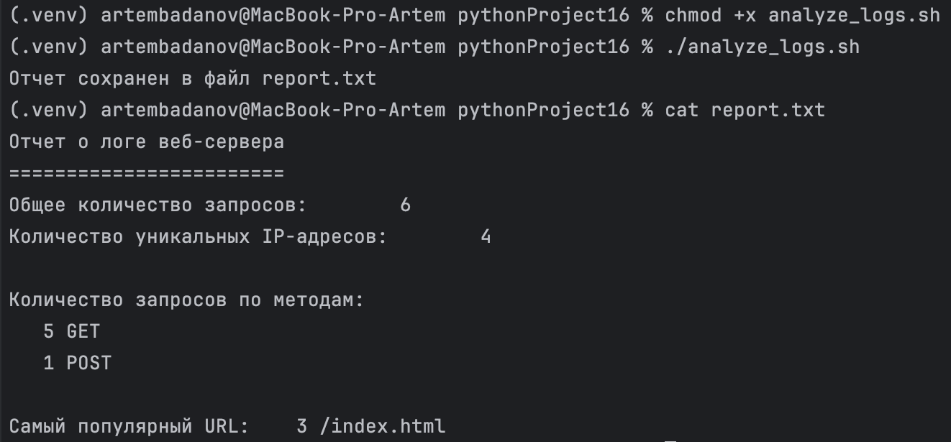 (.venv) artembadanov@MacBook-Pro-Artem pythonProject16 % chmod +x analyze_logs.sh
(.venv) artembadanov@MacBook-Pro-Artem pythonProject16 % ./analyze_logs.sh
Отчет сохранен в файл report.txt
(.venv) artembadanov@MacBook-Pro-Artem pythonProject16 % cat report.txt
Отчет о логе веб-сервера
========================
Общее количество запросов:        6
Количество уникальных IP-адресов:        4

Количество запросов по методам:
   5 GET
   1 POST

Самый популярный URL:    3 /index.html